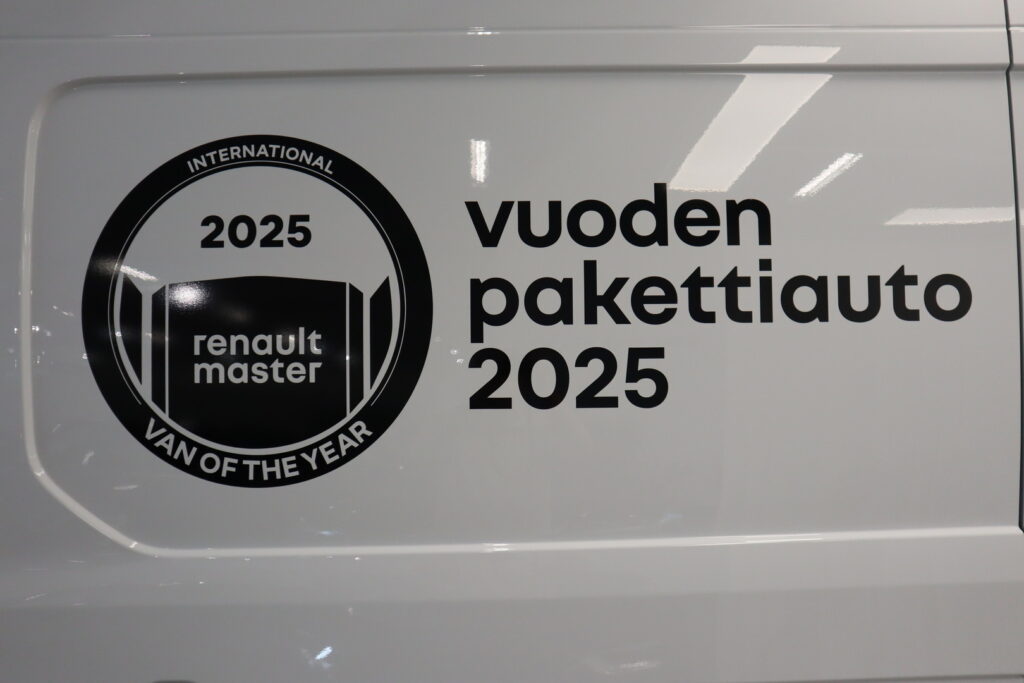 INTERNATIONAL
2025
renault
master
VAN OF THE YEAR
vuoden
pakettiauto
2025